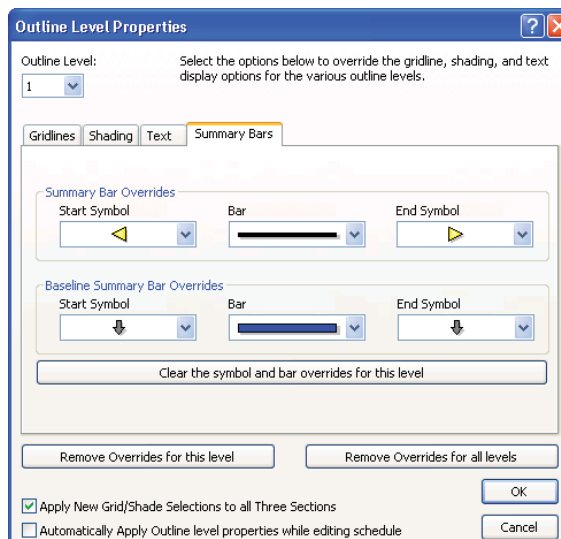 Outline Level Properties
Outline Level:
Select the options below to override the gridline, shading, and text
display options for the various outline levels.
1
Gridlines Shading Text Summary Bars
Summary Bar Overrides
Start Symbol Bar End Symbol
Baseline Summary Bar Overrides
Start Symbol Bar End Symbol
Clear the symbol and bar overrides for this level
Remove Overrides for this level Remove Overrides for all levels
Apply New Grid/Shade Selections to all Three Sections
OK
Automatically Apply Outline level properties while editing schedule
Cancel